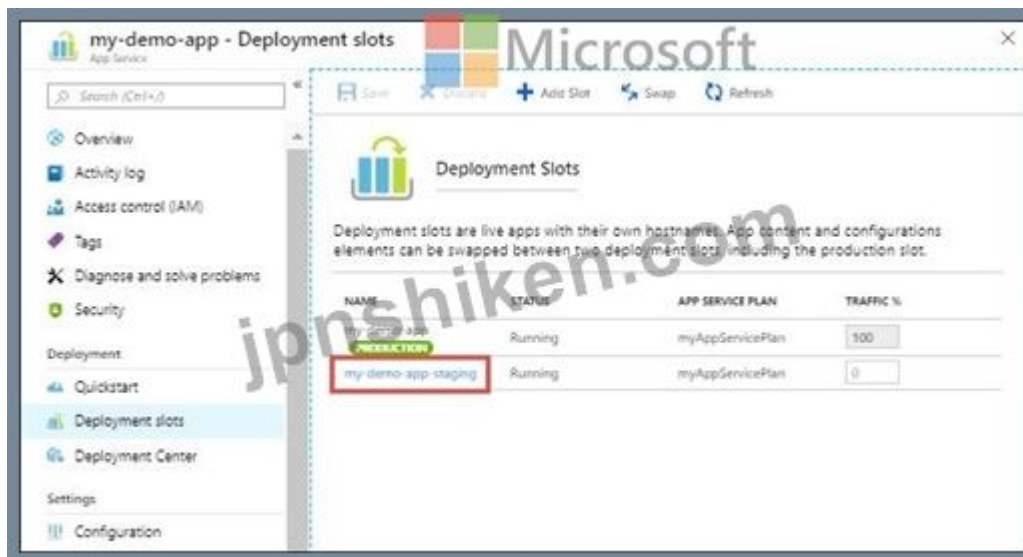 my-demo-app - Deployment slots
App Service
Microsoft
Search (Ctrl+/)
Save
Discard
Add Slot
Swap
Refresh
Overview
Activity log
Access control (IAM)
Tags
Diagnose and solve problems
Security
Deployment
Quickstart
Deployment slots
Deployment Center
Settings
Configuration
Deployment Slots
Deployment slots are live apps with their own hostnames. App content and configurations
elements can be swapped between two deployment slots, including the production slot.
NAME STATUS APP SERVICE PLAN TRAFFIC %
my-demo-app Running myAppServicePlan 100
PRODUCTION
my-demo-app-staging Running myAppServicePlan 0
jpnshiken.com